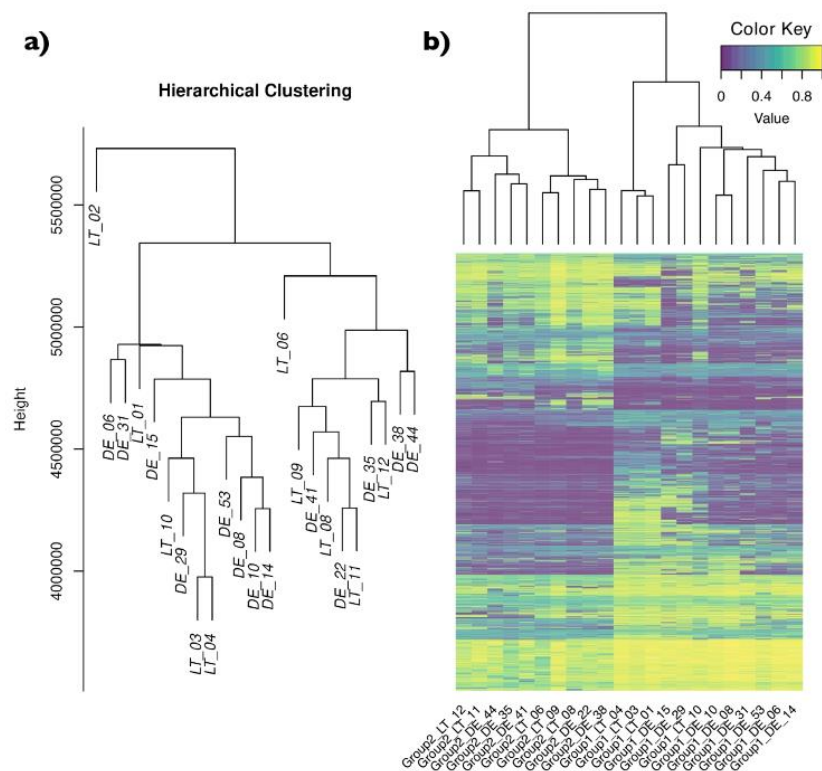 a)
Hierarchical Clustering
Height
5500000
5000000
4500000
4000000
LT_02
DE_06
DE_31
LT_01
DE_15
LT_10
DE_29
LT_03
LT_04
DE_53
DE_08
DE_10
DE_14
LT_06
LT_09
DE_41
LT_08
DE_22
LT_11
DE_35
LT_12
DE_38
DE_44
b)
Color Key
0 0.4 0.8
Value
Group2_LT_12
Group2_LT_11
Group2_DE_44
Group2_DE_35
Group2_DE_41
Group2_LT_06
Group2_LT_09
Group2_LT_08
Group2_DE_22
Group2_DE_38
Group1_LT_04
Group1_LT_03
Group1_LT_01
Group1_DE_15
Group1_DE_29
Group1_LT_10
Group1_DE_10
Group1_DE_08
Group1_DE_31
Group1_DE_53
Group1_DE_06
Group1_DE_14